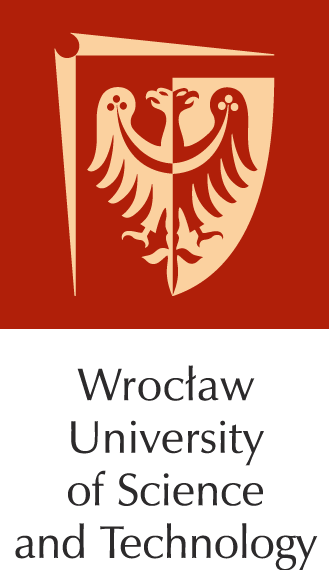 Wrocław
University
of Science
and Technology